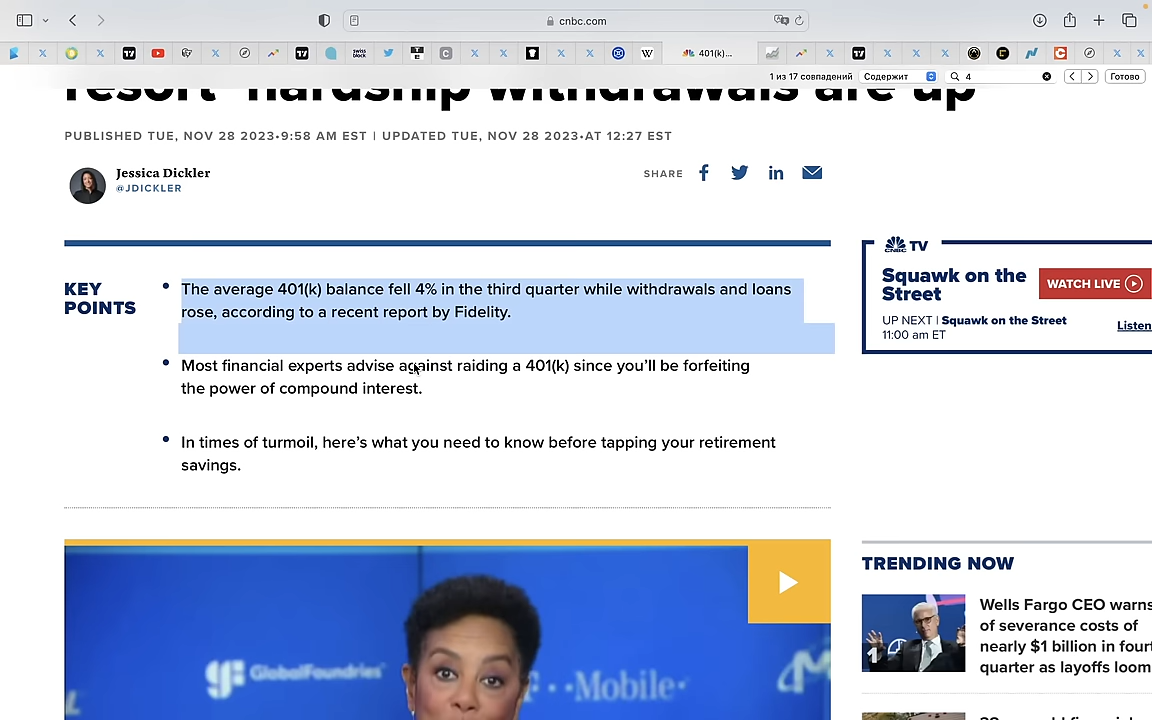 cnbc.com
401(k)...
1 из 17 совпадений Содержит 4 Готово
resort' hardship withdrawals are up
PUBLISHED TUE, NOV 28 2023•9:58 AM EST | UPDATED TUE, NOV 28 2023•AT 12:27 EST
Jessica Dickler
@JDICKLER
SHARE
KEY
POINTS
The average 401(k) balance fell 4% in the third quarter while withdrawals and loans
rose, according to a recent report by Fidelity.
Most financial experts advise against raiding a 401(k) since you'll be forfeiting
the power of compound interest.
In times of turmoil, here's what you need to know before tapping your retirement
savings.
CNBC TV
Squawk on the
Street
WATCH LIVE
UP NEXT | Squawk on the Street
11:00 am ET
Listen
GlobalFoundries
T··Mobile·
TRENDING NOW
1
Wells Fargo CEO warns
of severance costs of
nearly $1 billion in fourt
quarter as layoffs loom